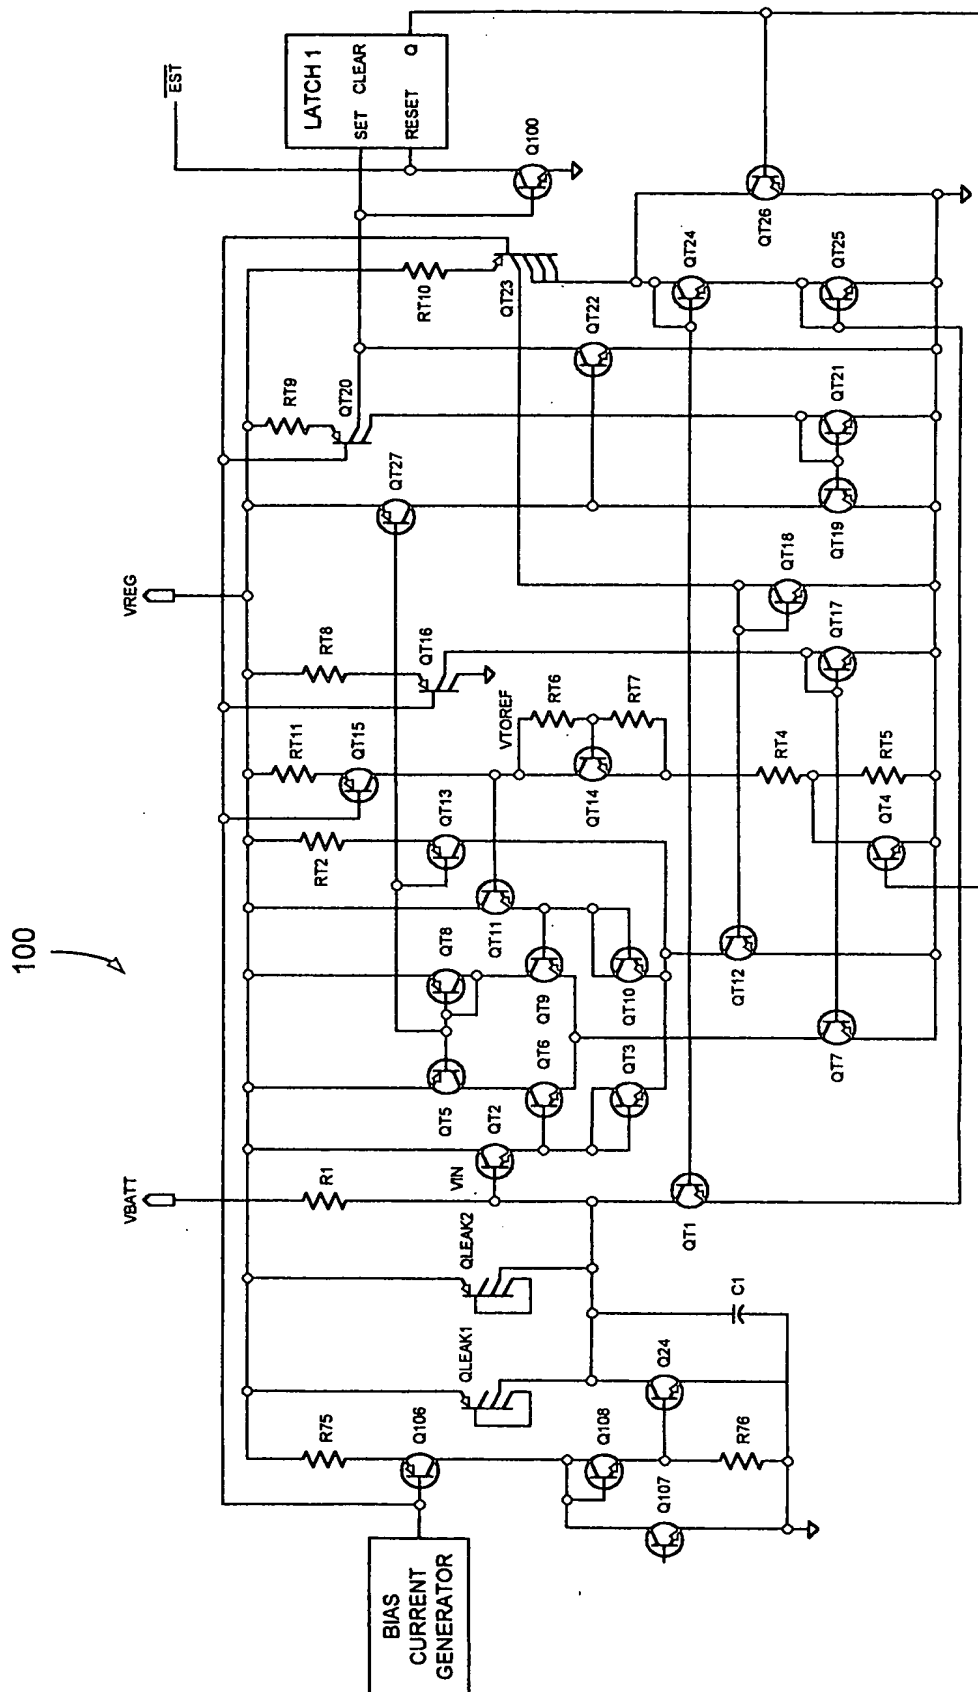 100
BIAS
CURRENT
GENERATOR
VBATT
VREG
EST
LATCH 1
SET CLEAR
RESET Q
R75
Q106
Q107
Q108
R76
Q24
QLEAK1
QLEAK2
C1
R1
VIN
QT1
QT2
QT3
QT5
QT6
QT7
QT8
QT9
QT10
QT11
QT12
RT2
QT13
RT11
QT15
VTOREF
QT14
RT6
RT7
RT4
RT5
QT4
RT8
QT16
QT17
QT18
QT27
QT19
QT21
RT9
QT20
QT22
RT10
QT23
QT24
QT25
QT26
Q100